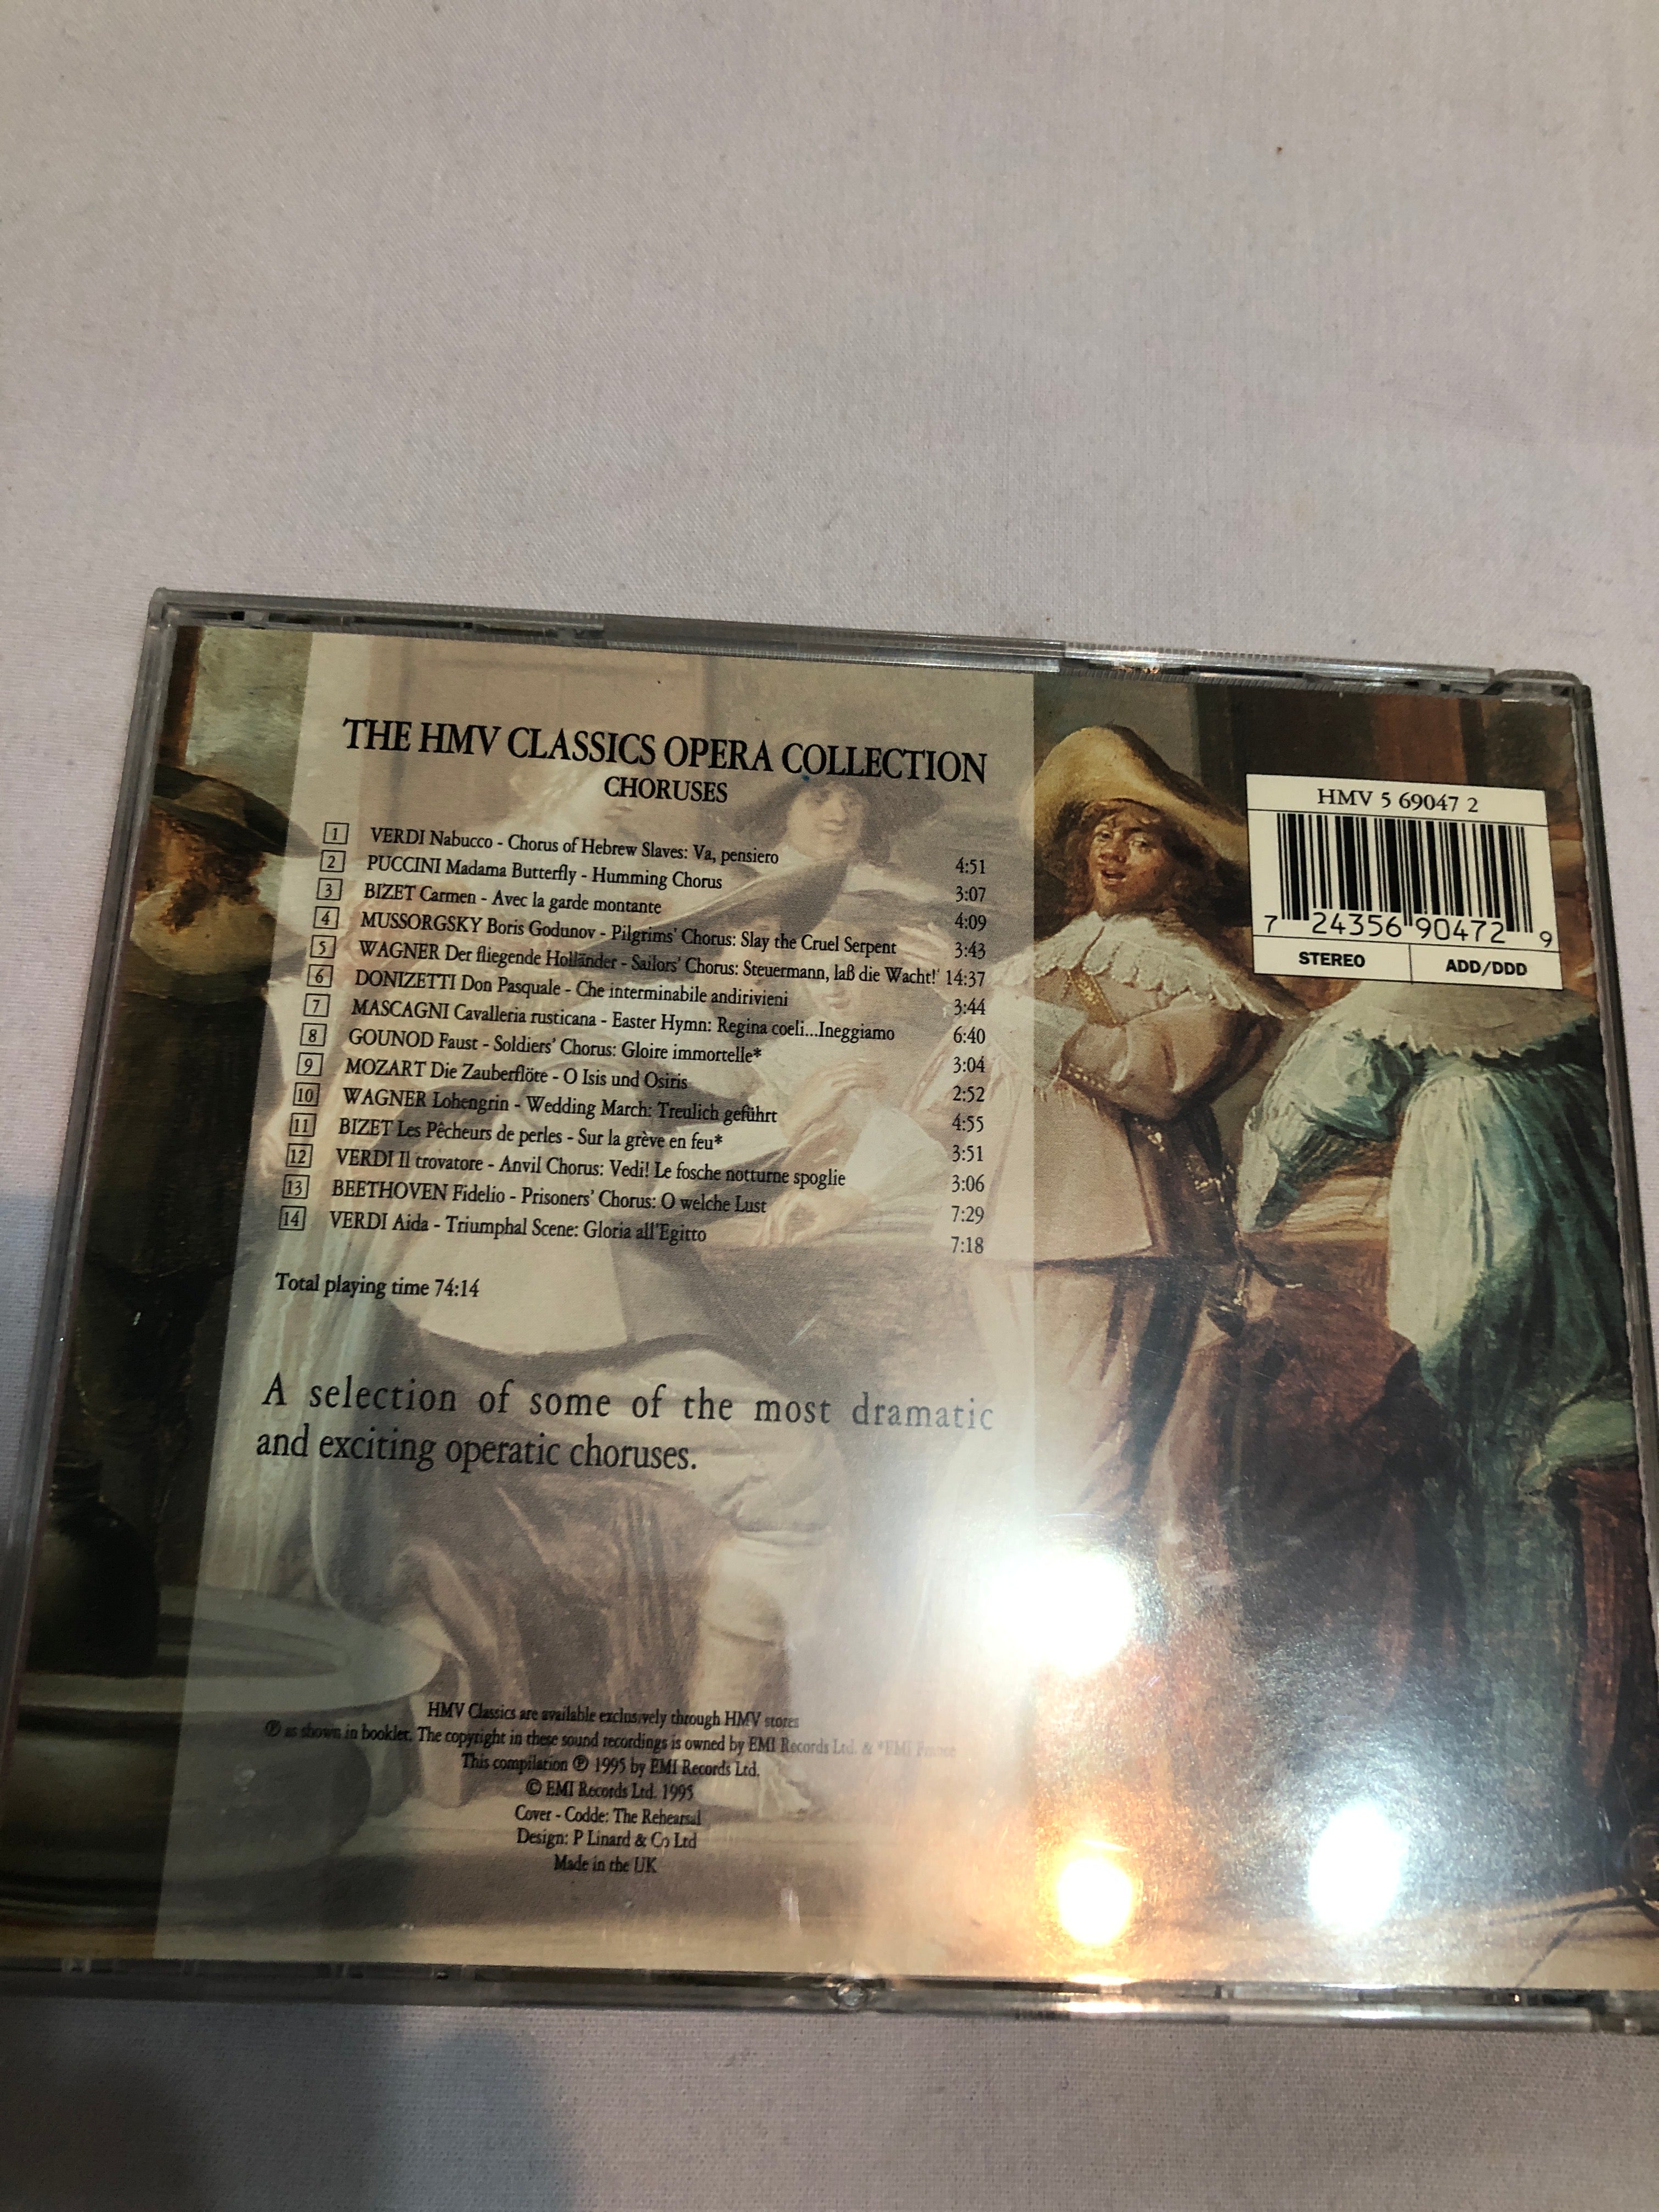 THE HMV CLASSICS OPERA COLLECTION
CHORUSES
1 VERDI Nabucco - Chorus of Hebrew Slaves: Va, pensiero 4:51
2 PUCCINI Madama Butterfly - Humming Chorus 3:07
3 BIZET Carmen - Avec la garde montante 4:09
4 MUSSORGSKY Boris Godunov - Pilgrims' Chorus: Slay the Cruel Serpent 3:43
5 WAGNER Der fliegende Holländer - Sailors' Chorus: Steuermann, laß die Wacht!' 14:37
6 DONIZETTI Don Pasquale - Che interminabile andirivieni 3:44
7 MASCAGNI Cavalleria rusticana - Easter Hymn: Regina coeli...Ineggiamo 6:40
8 GOUNOD Faust - Soldiers' Chorus: Gloire immortelle* 3:04
9 MOZART Die Zauberflöte - O Isis und Osiris 2:52
10 WAGNER Lohengrin - Wedding March: Treulich geführt 4:55
11 BIZET Les Pêcheurs de perles - Sur la grève en feu* 3:51
12 VERDI Il trovatore - Anvil Chorus: Vedi! Le fosche notturne spoglie 3:06
13 BEETHOVEN Fidelio - Prisoners' Chorus: O welche Lust 7:29
14 VERDI Aida - Triumphal Scene: Gloria all'Egitto 7:18
Total playing time 74:14
A selection of some of the most dramatic
and exciting operatic choruses.
HMV Classics are available exclusively through HMV stores
℗ as shown in booklet. The copyright in these sound recordings is owned by EMI Records Ltd. & *EMI France
This compilation ℗ 1995 by EMI Records Ltd.
© EMI Records Ltd. 1995
Cover - Codde: The Rehearsal
Design: P Linard & Co Ltd
Made in the UK
HMV 5 69047 2
7 24356 90472 9
STEREO ADD/DDD